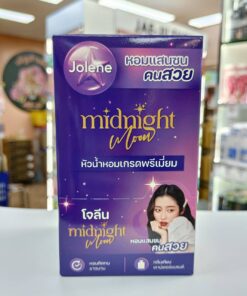 Jolene
หอมแสนซน
คนสวย
midnight
Moon
หัวน้ำหอมเกรดพรีเมี่ยม
โจลีน
midnight
Moon
หอมแสนซน
คนสวย